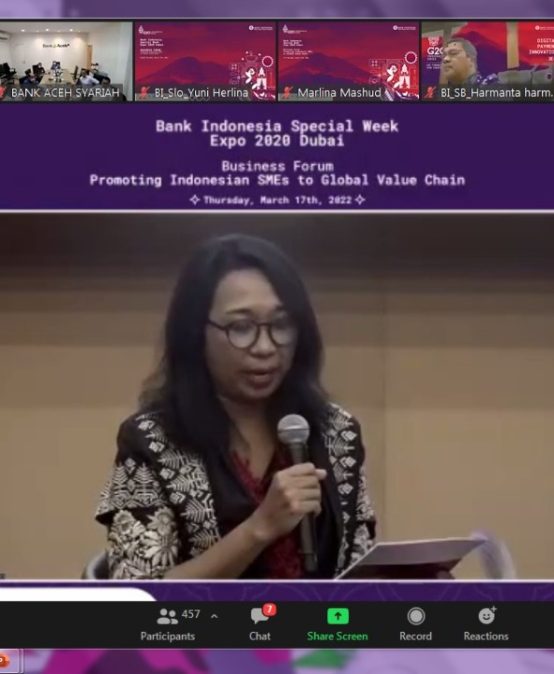 BANK ACEH SYARIAH
BI_Slo_Yuni Herlina
Marlina Mashud
BI_SB_Harmanta harm...
Bank Indonesia Special Week
Expo 2020 Dubai
Business Forum
Promoting Indonesian SMEs to Global Value Chain
Thursday, March 17th, 2022
457
7
Participants
Chat
Share Screen
Record
Reactions